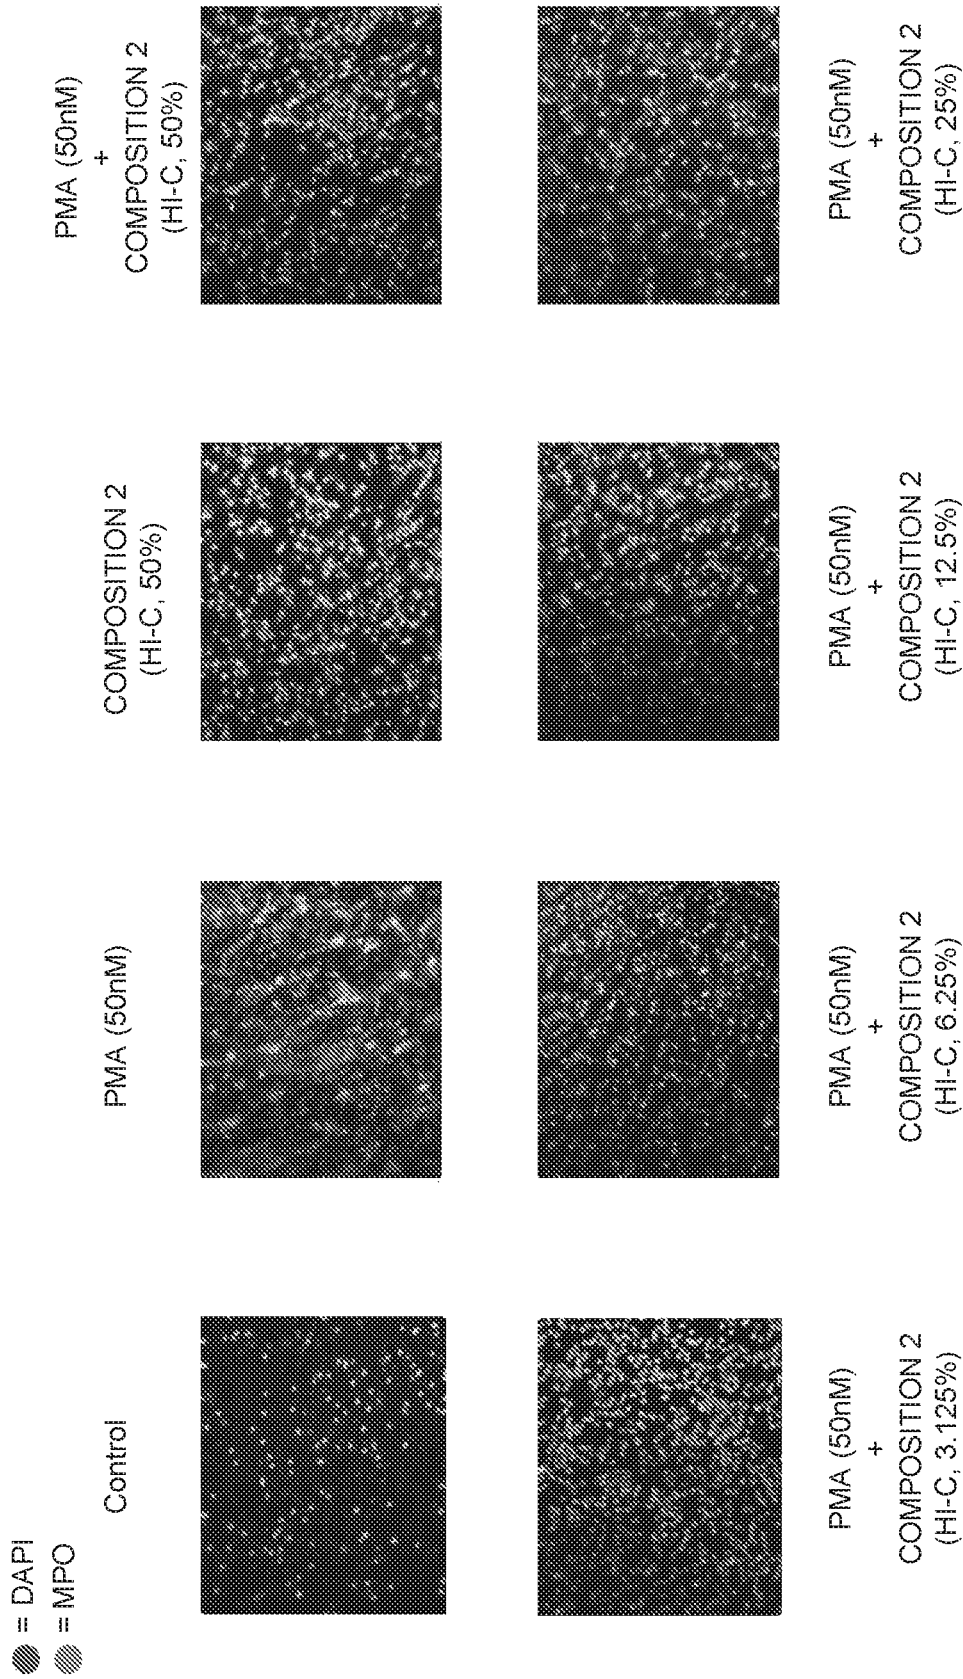 = DAPI
= MPO
Control
PMA (50nM)
COMPOSITION 2
(HI-C, 50%)
PMA (50nM)
+
COMPOSITION 2
(HI-C, 50%)
PMA (50nM)
+
COMPOSITION 2
(HI-C, 3.125%)
PMA (50nM)
+
COMPOSITION 2
(HI-C, 6.25%)
PMA (50nM)
+
COMPOSITION 2
(HI-C, 12.5%)
PMA (50nM)
+
COMPOSITION 2
(HI-C, 25%)